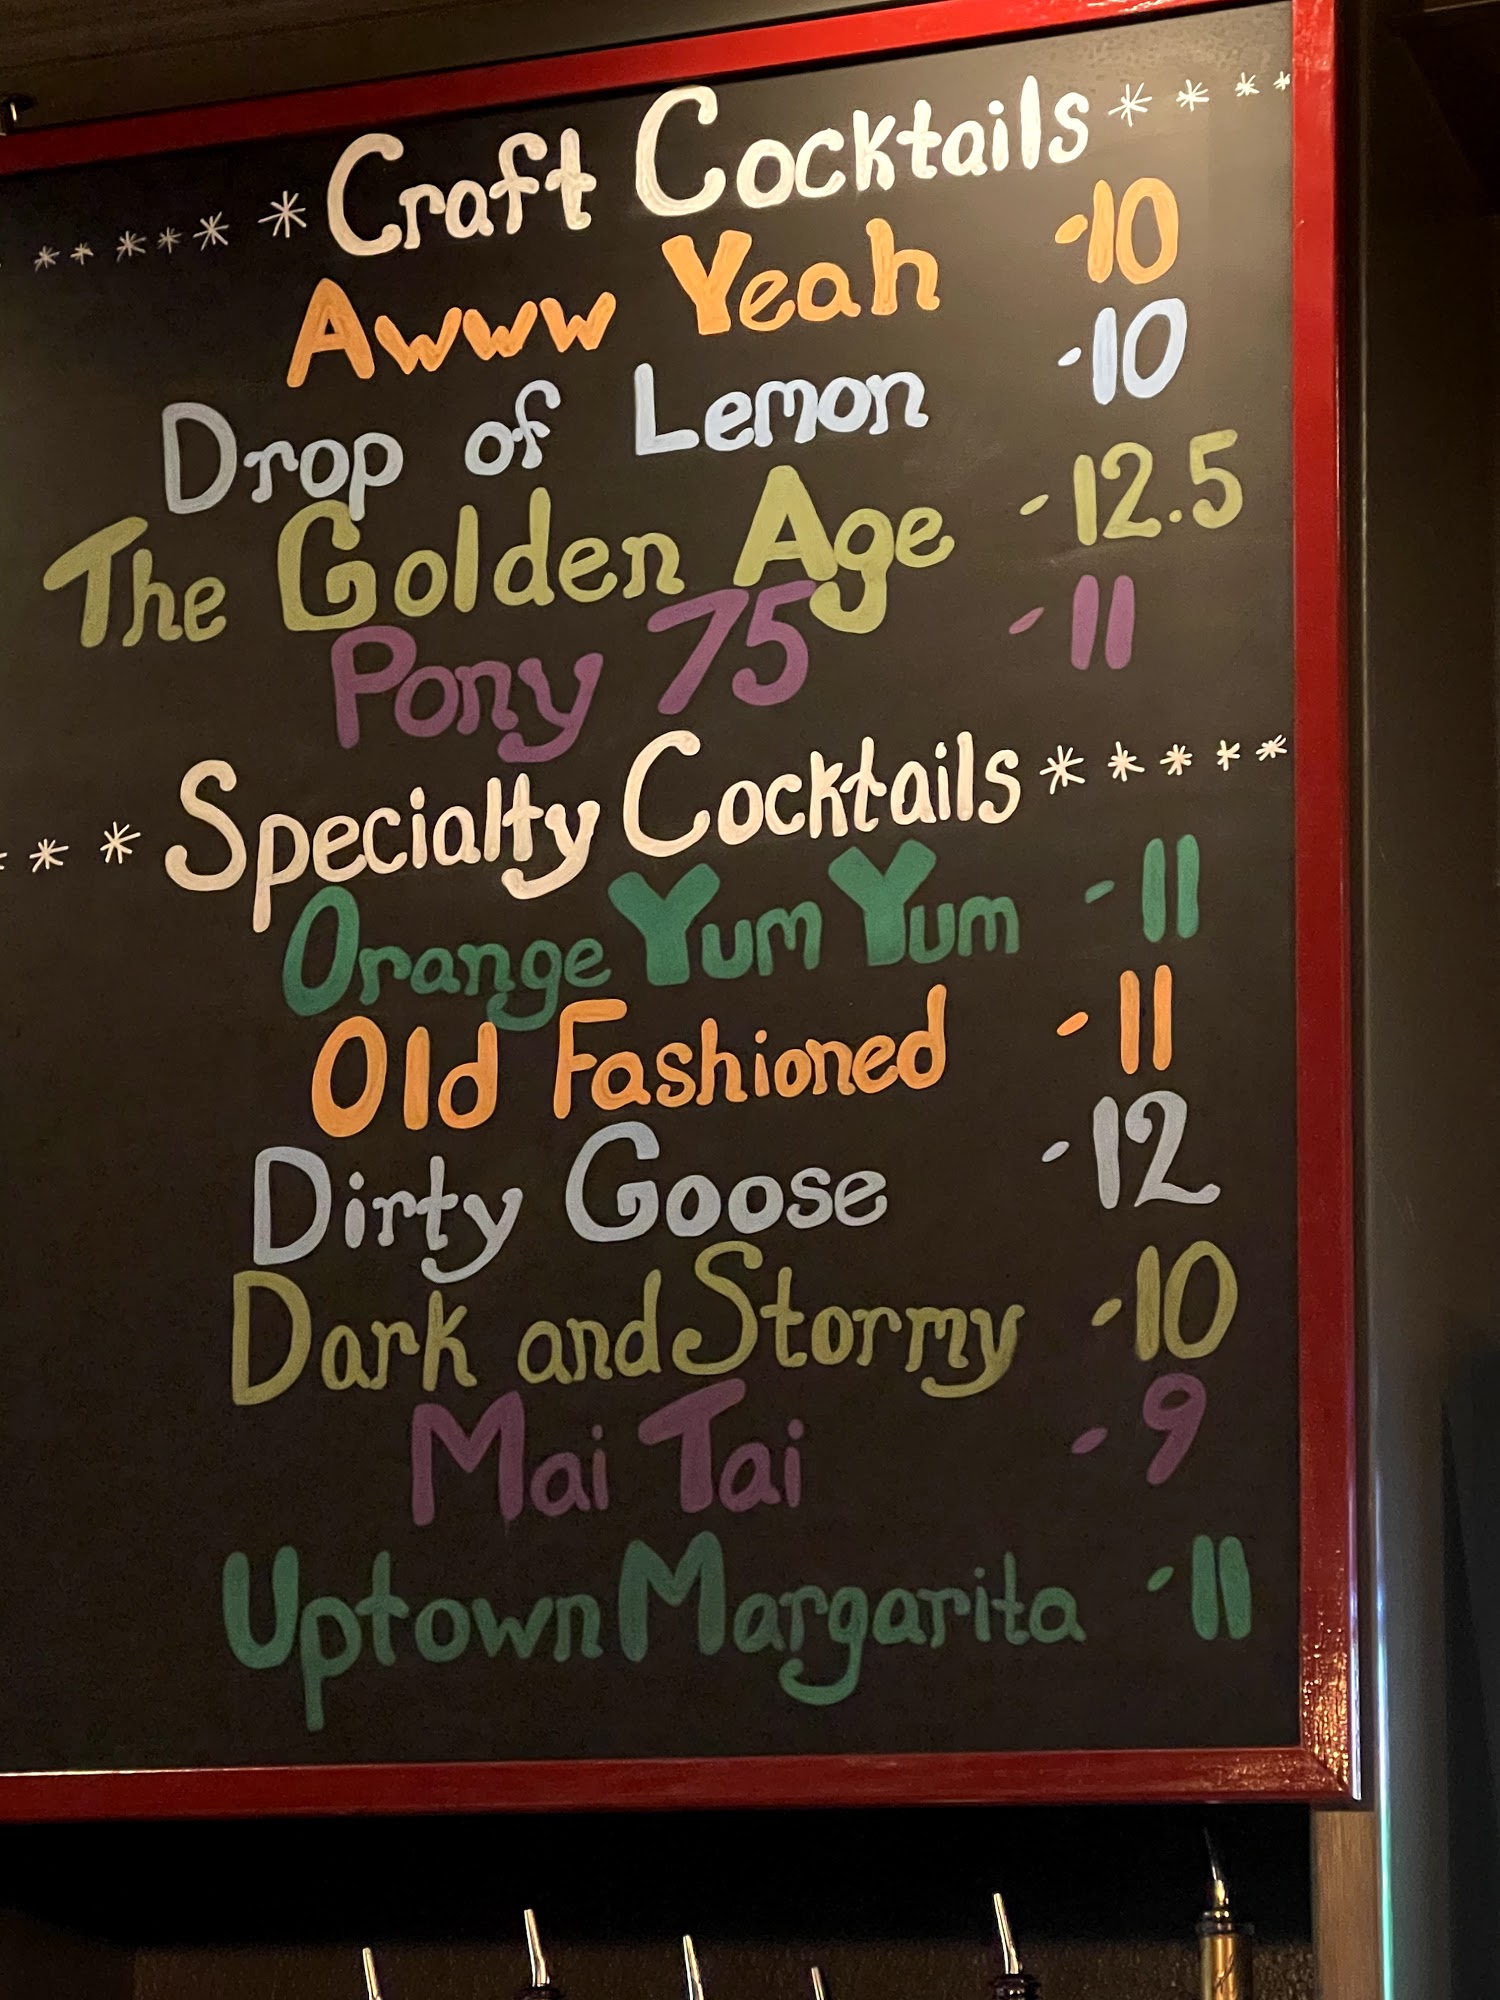 ****** Craft Cocktails ****
Awww Yeah -10
Drop of Lemon -10
The Golden Age -12.5
Pony 75 -11
*** Specialty Cocktails *****
Orange Yum Yum -11
Old Fashioned -11
Dirty Goose -12
Dark and Stormy -10
Mai Tai -9
Uptown Margarita -11